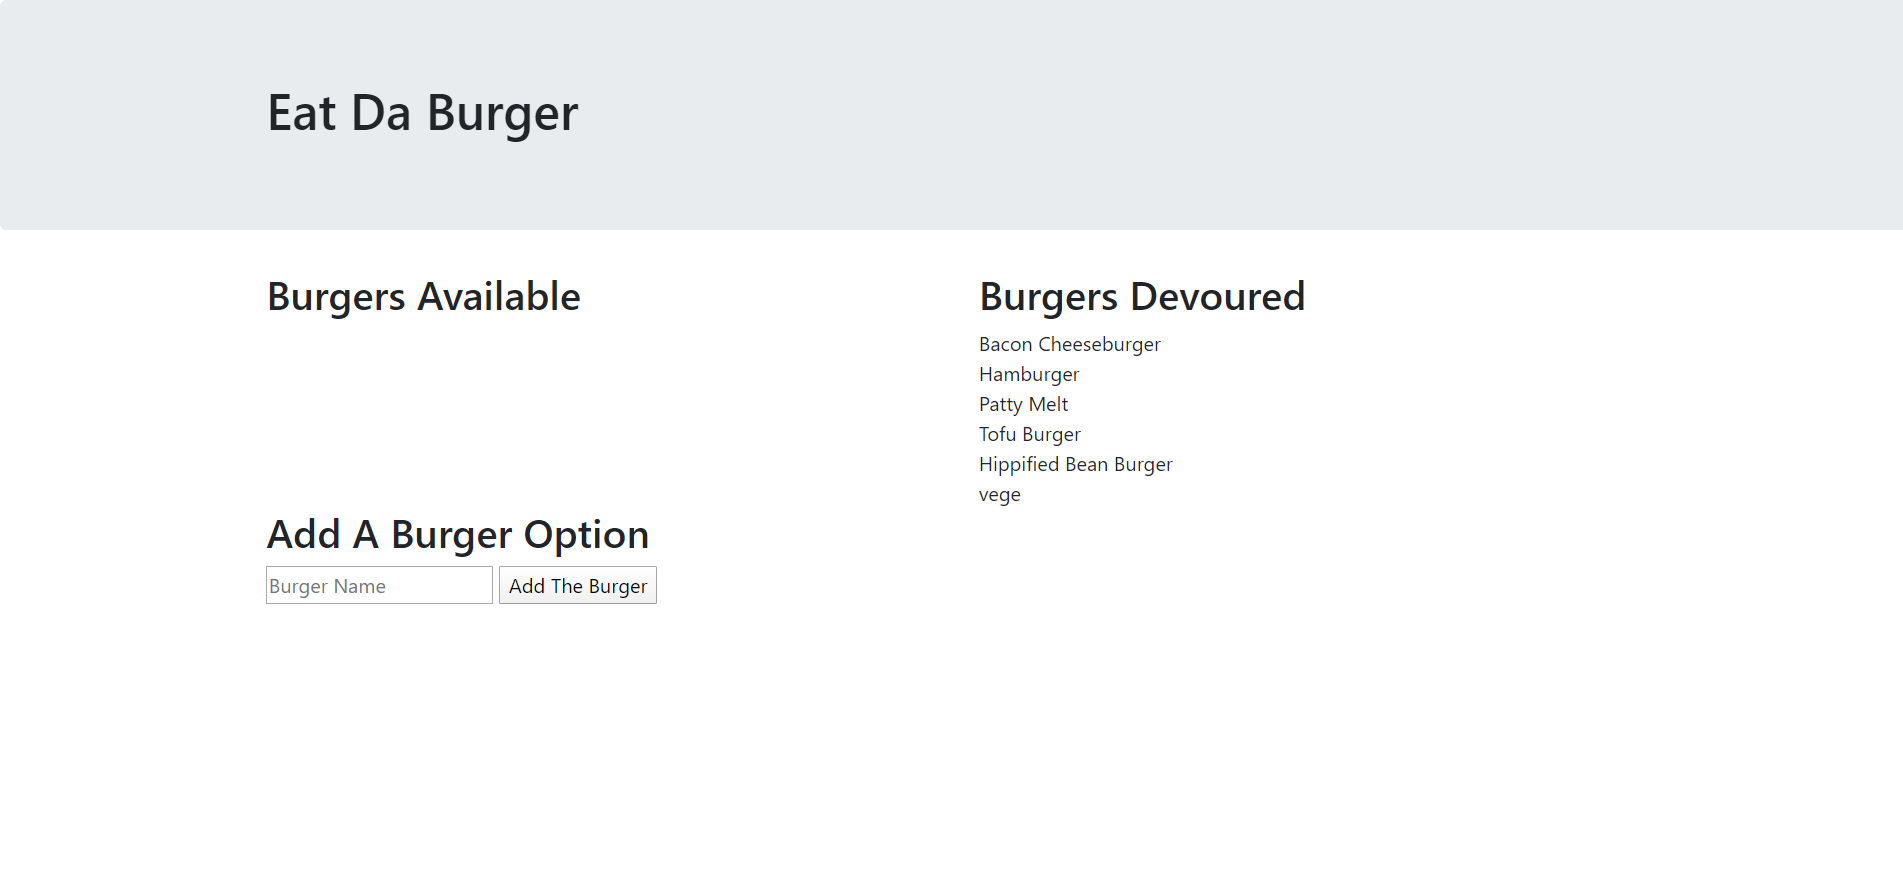 Eat Da Burger
Burgers Available
Burgers Devoured
Bacon Cheeseburger
Hamburger
Patty Melt
Tofu Burger
Hippified Bean Burger
vege
Add A Burger Option
Burger Name
Add The Burger